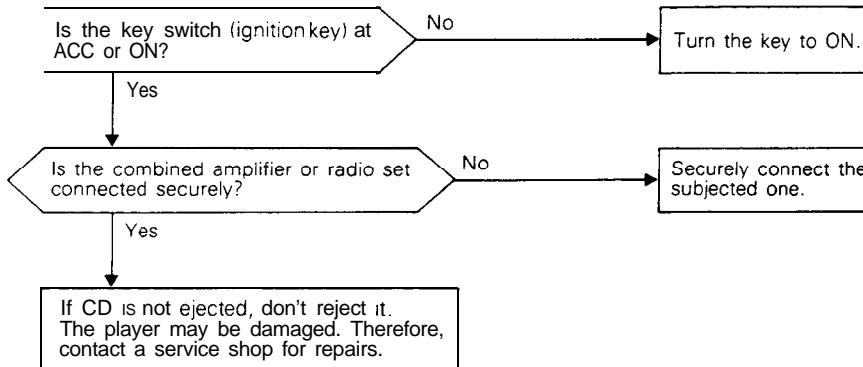 Is the key switch (ignition key) at
ACC or ON?
No
Turn the key to ON.
Yes
Is the combined amplifier or radio set
connected securely?
No
Securely connect the
subjected one.
Yes
If CD is not ejected, don't reject it.
The player may be damaged. Therefore,
contact a service shop for repairs.